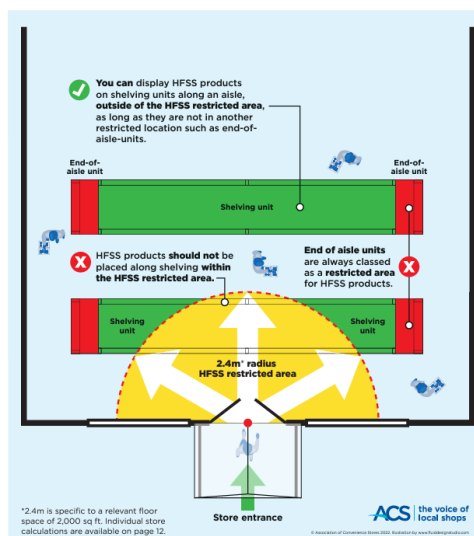 You can display HFSS products
on shelving units along an aisle,
outside of the HFSS restricted area,
as long as they are not in another
restricted location such as end-of-
aisle-units.
End-of-
aisle unit
End-of-
aisle unit
Shelving unit
HFSS products should not be
placed along shelving within
the HFSS restricted area.
End of aisle units
are always classed
as a restricted area
for HFSS products.
Shelving
unit
Shelving
unit
2.4m* radius
HFSS restricted area
Store entrance
*2.4m is specific to a relevant floor
space of 2,000 sq ft. Individual store
calculations are available on page 12.
ACS the voice of
local shops